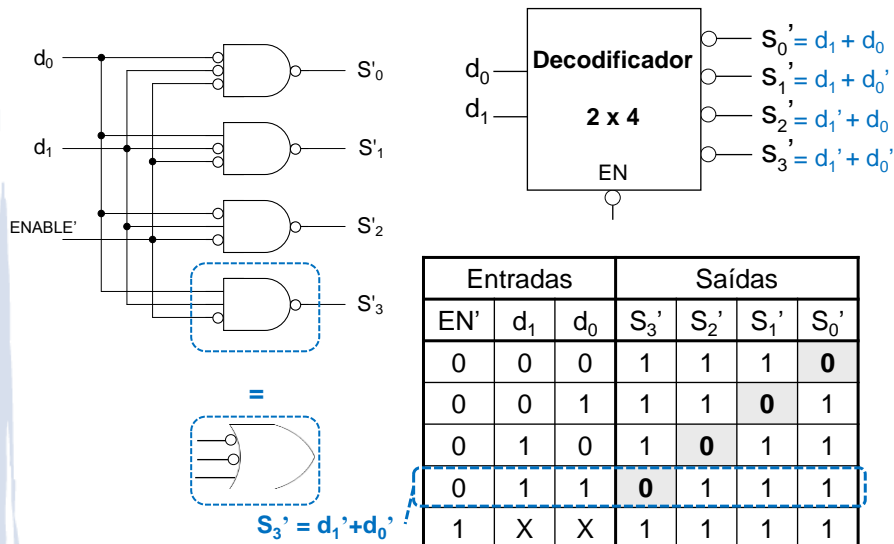 d₀
d₁
ENABLE'
S'₀
S'₁
S'₂
S'₃
=
S₃’ = d₁’+d₀’
Decodificador
2 x 4
EN
d₀
d₁
S₀’ = d₁ + d₀
S₁’ = d₁ + d₀’
S₂’ = d₁’ + d₀
S₃’ = d₁’ + d₀’
Entradas Saídas
EN’ d₁ d₀ S₃’ S₂’ S₁’ S₀’
0 0 0 1 1 1 0
0 0 1 1 1 0 1
0 1 0 1 0 1 1
0 1 1 0 1 1 1
1 X X 1 1 1 1